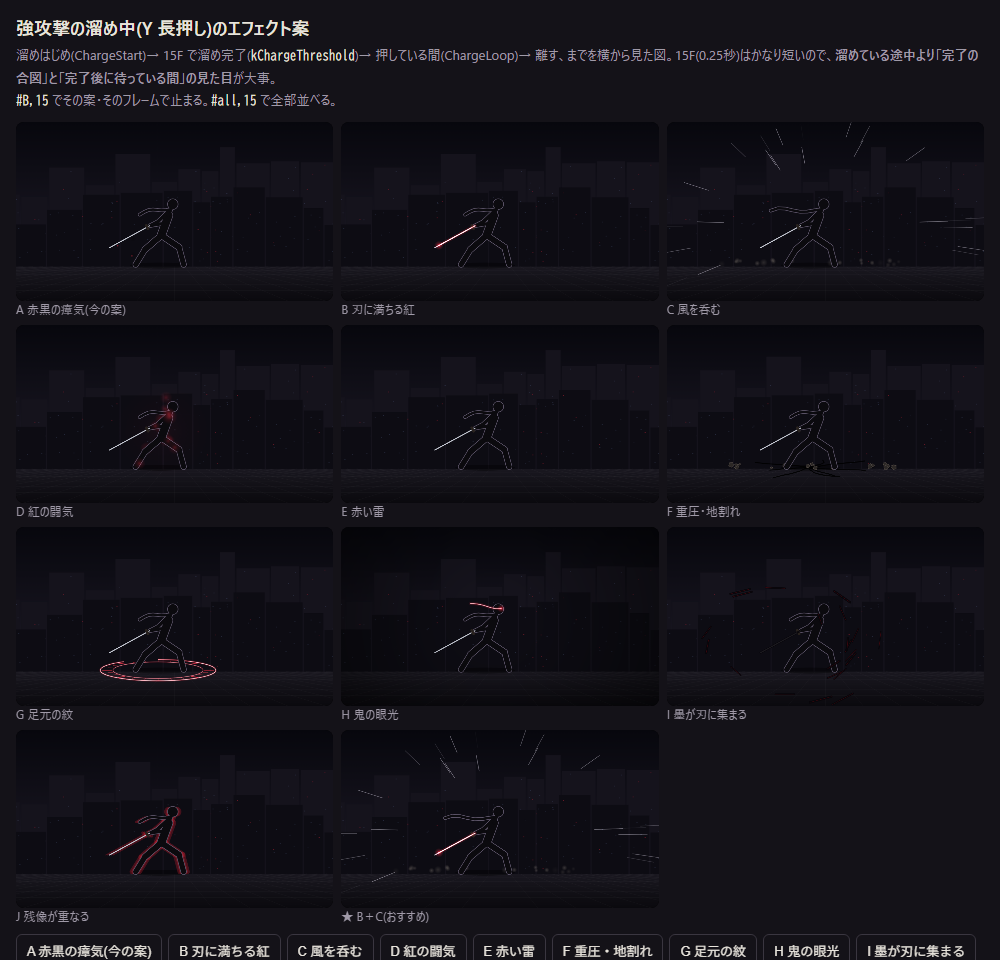 強攻撃の溜め中(Y 長押し)のエフェクト案
溜めはじめ(ChargeStart)→ 15F で溜め完了(kChargeThreshold)→ 押している間(ChargeLoop)→ 離す、までを横から見た図。15F(0.25秒)はかなり短いので、溜めている途中より「完了の
合図」と「完了後に待っている間」の見た目が大事。
#B,15 でその案・そのフレームで止まる。#all,15 で全部並べる。
A 赤黒の瘴気(今の案)
B 刃に満ちる紅
C 風を呑む
D 紅の闘気
E 赤い雷
F 重圧・地割れ
G 足元の紋
H 鬼の眼光
I 墨が刃に集まる
J 残像が重なる
★ B+C(おすすめ)
A 赤黒の瘴気(今の案)
B 刃に満ちる紅
C 風を呑む
D 紅の闘気
E 赤い雷
F 重圧・地割れ
G 足元の紋
H 鬼の眼光
I 墨が刃に集まる